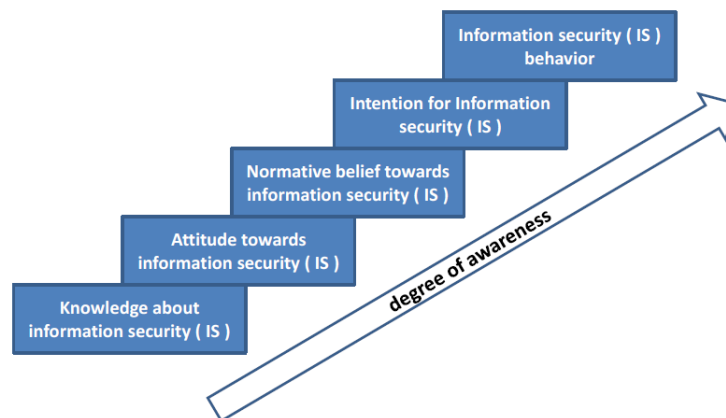 Information security ( IS )
behavior
Intention for Information
security ( IS )
Normative belief towards
information security ( IS )
Attitude towards
information security ( IS )
Knowledge about
information security ( IS )
degree of awareness